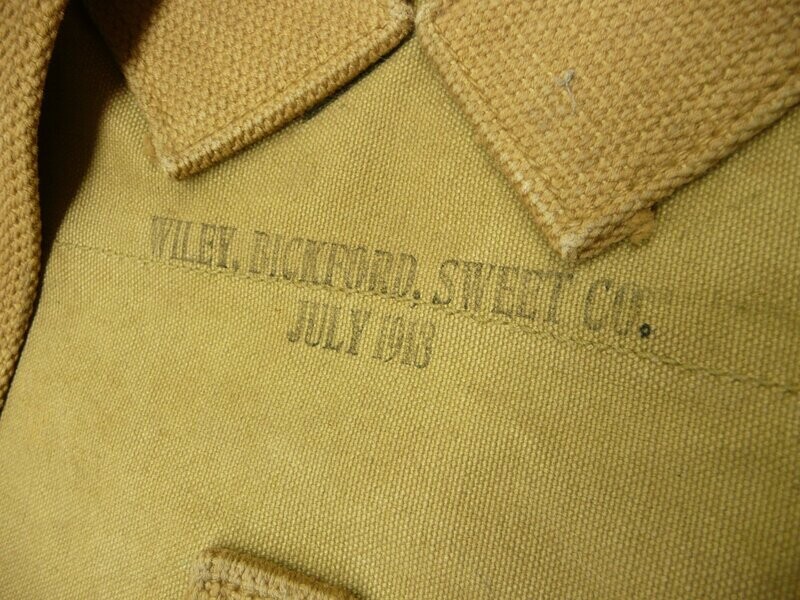 WILEY, BICKFORD, SWEET CO.
JULY 1918